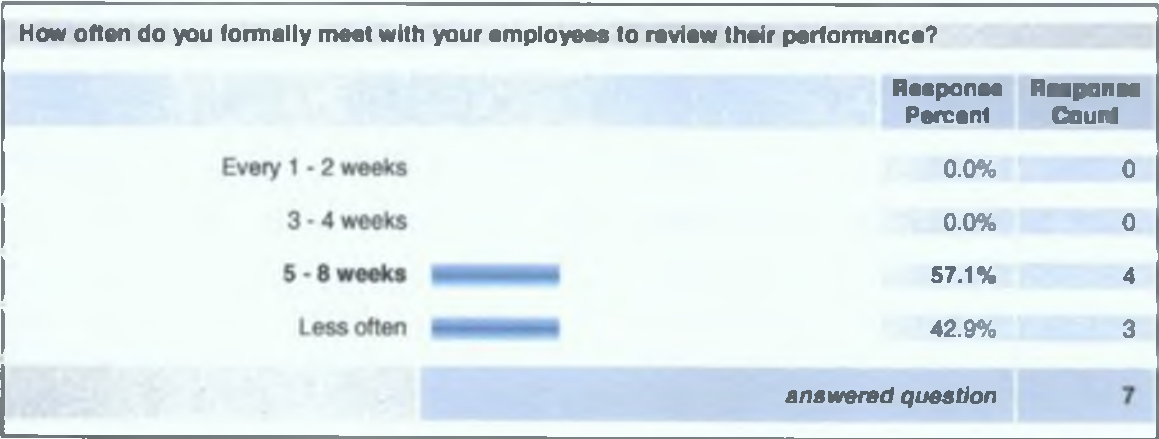 How often do you formally meet with your employees to review their performance?
Response Percent Response Count
Every 1 - 2 weeks 0.0% 0
3 - 4 weeks 0.0% 0
5 - 8 weeks 57.1% 4
Less often 42.9% 3
answered question 7